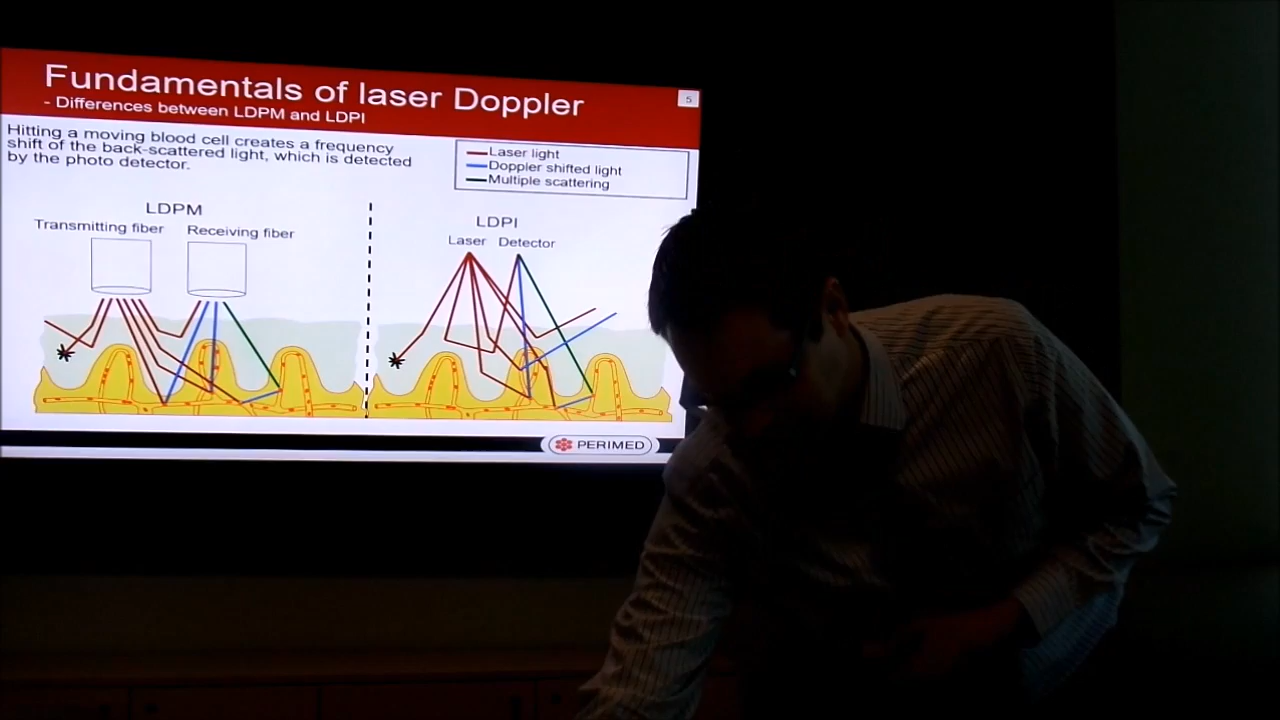 Fundamentals of laser Doppler
5
- Differences between LDPM and LDPI
Hitting a moving blood cell creates a frequency
shift of the back-scattered light, which is detected
by the photo detector.
Laser light
Doppler shifted light
Multiple scattering
LDPM
Transmitting fiber
Receiving fiber
LDPI
Laser
Detector
PERIMED